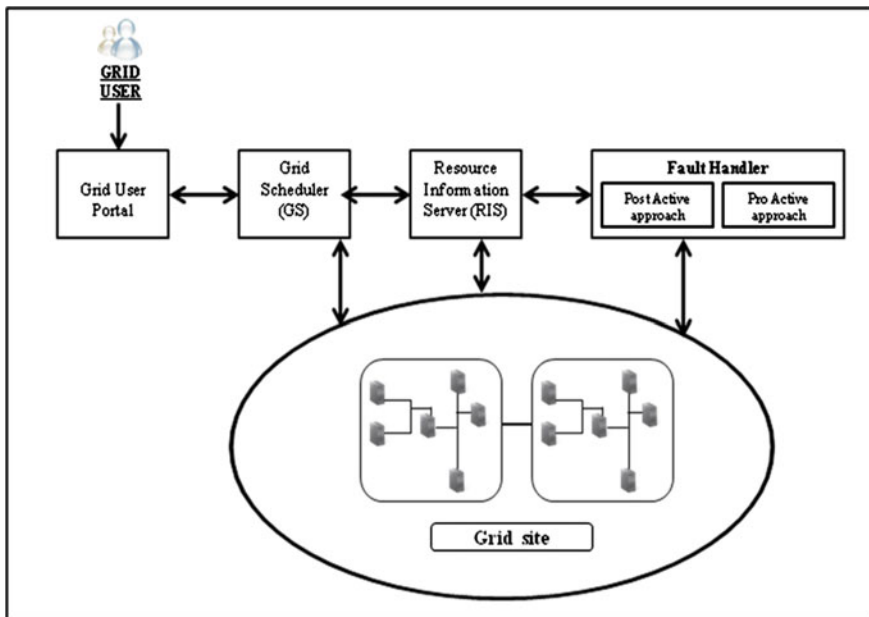 GRID
USER
Grid User
Portal
Grid
Scheduler
(GS)
Resource
Information
Server (RIS)
Fault Handler
Post Active
approach
Pro Active
approach
Grid site